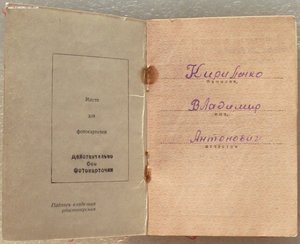 Место
для
фотокарточки
действительно
без
фотокарточки
Подпись владельца
удостоверения
Кириленко
фамилия,
Владимир
имя,
Антонович
отчество